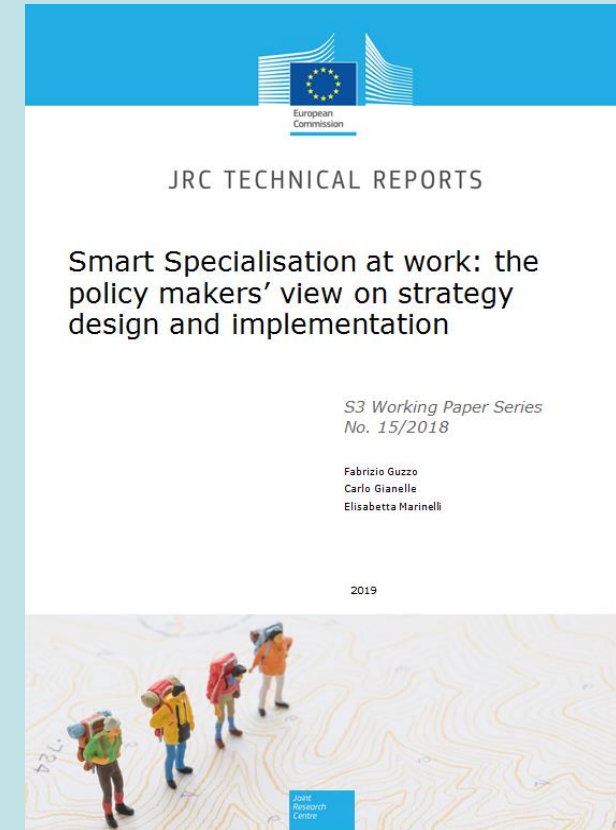 European
Commission
JRC TECHNICAL REPORTS
Smart Specialisation at work: the
policy makers’ view on strategy
design and implementation
S3 Working Paper Series
No. 15/2018
Fabrizio Guzzo
Carlo Gianelle
Elisabetta Marinelli
2019
724
Joint
Research
Centre